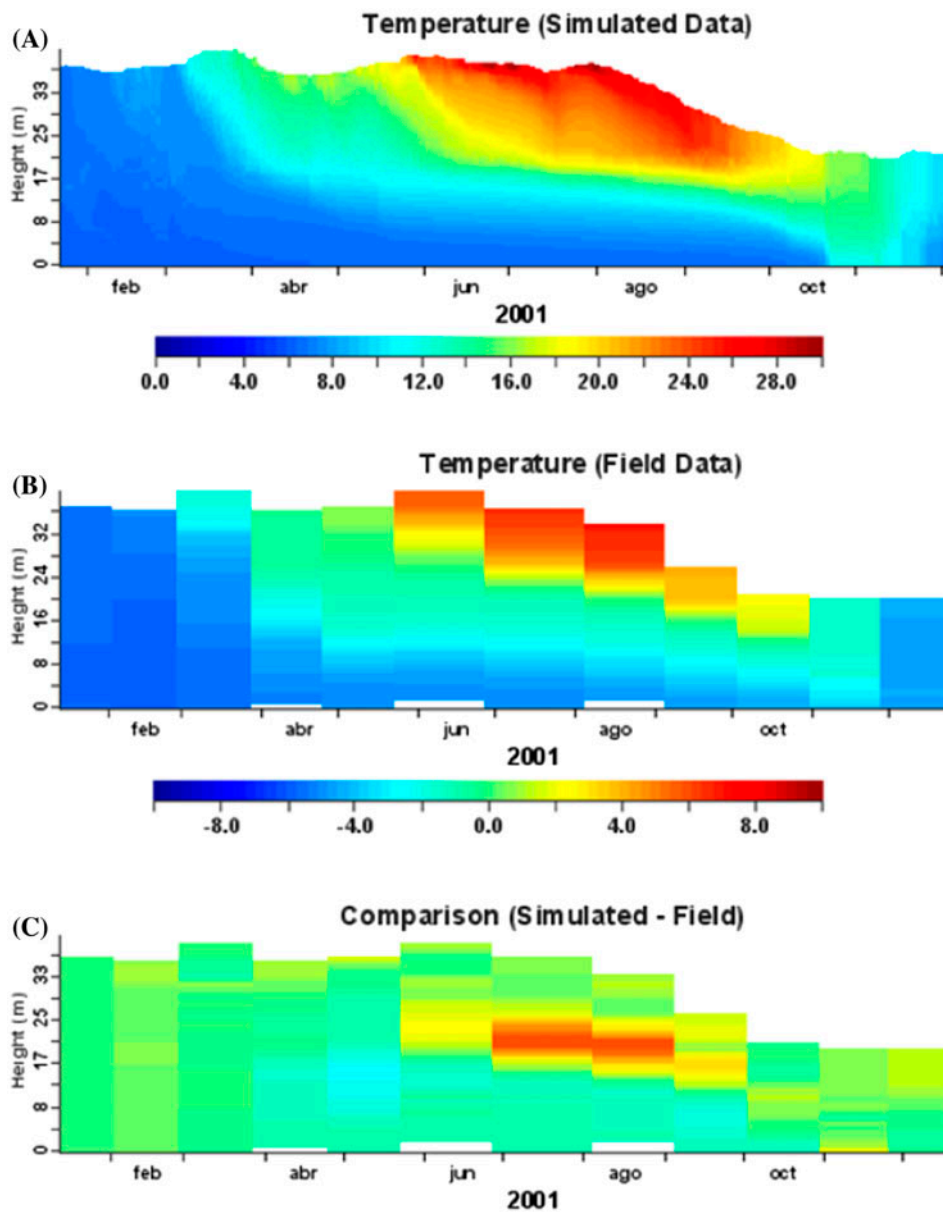 (A)
Temperature (Simulated Data)
Height (m)
33
25
17
8
0
feb abr jun ago oct
2001
0.0 4.0 8.0 12.0 16.0 20.0 24.0 28.0
(B)
Temperature (Field Data)
Height (m)
32
24
16
8
0
feb abr jun ago oct
2001
-8.0 -4.0 0.0 4.0 8.0
(C)
Comparison (Simulated - Field)
Height (m)
33
25
17
8
0
feb abr jun ago oct
2001